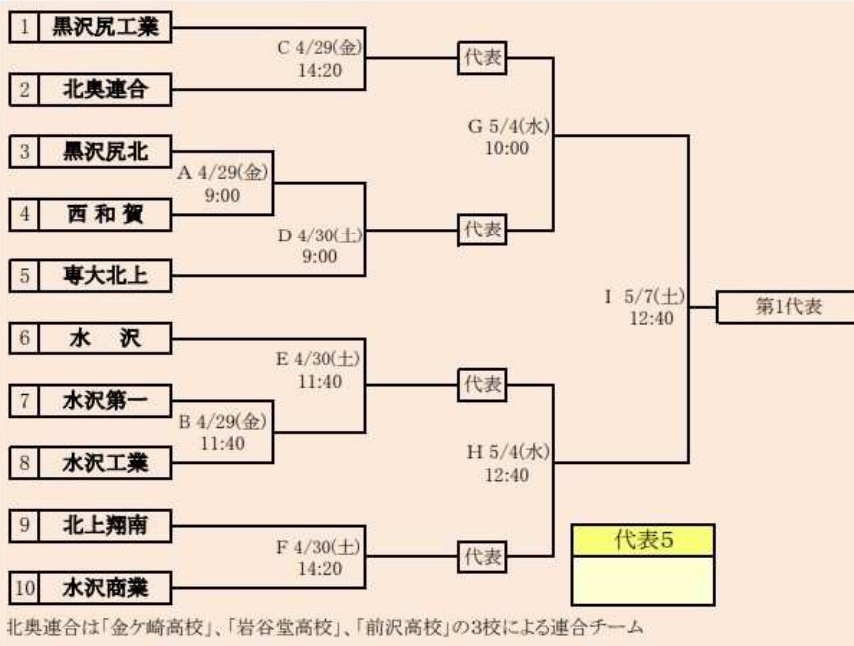 1 黒沢尻工業
C 4/29(金)
14:20
代表
2 北奥連合
G 5/4(水)
10:00
3 黒沢尻北
A 4/29(金)
9:00
4 西和賀
代表
D 4/30(土)
9:00
5 専大北上
I 5/7(土)
12:40
第1代表
6 水 沢
E 4/30(土)
11:40
代表
7 水沢第一
B 4/29(金)
11:40
8 水沢工業
H 5/4(水)
12:40
9 北上翔南
F 4/30(土)
14:20
代表
代表5
10 水沢商業
北奥連合は「金ケ崎高校」、「岩谷堂高校」、「前沢高校」の3校による連合チーム